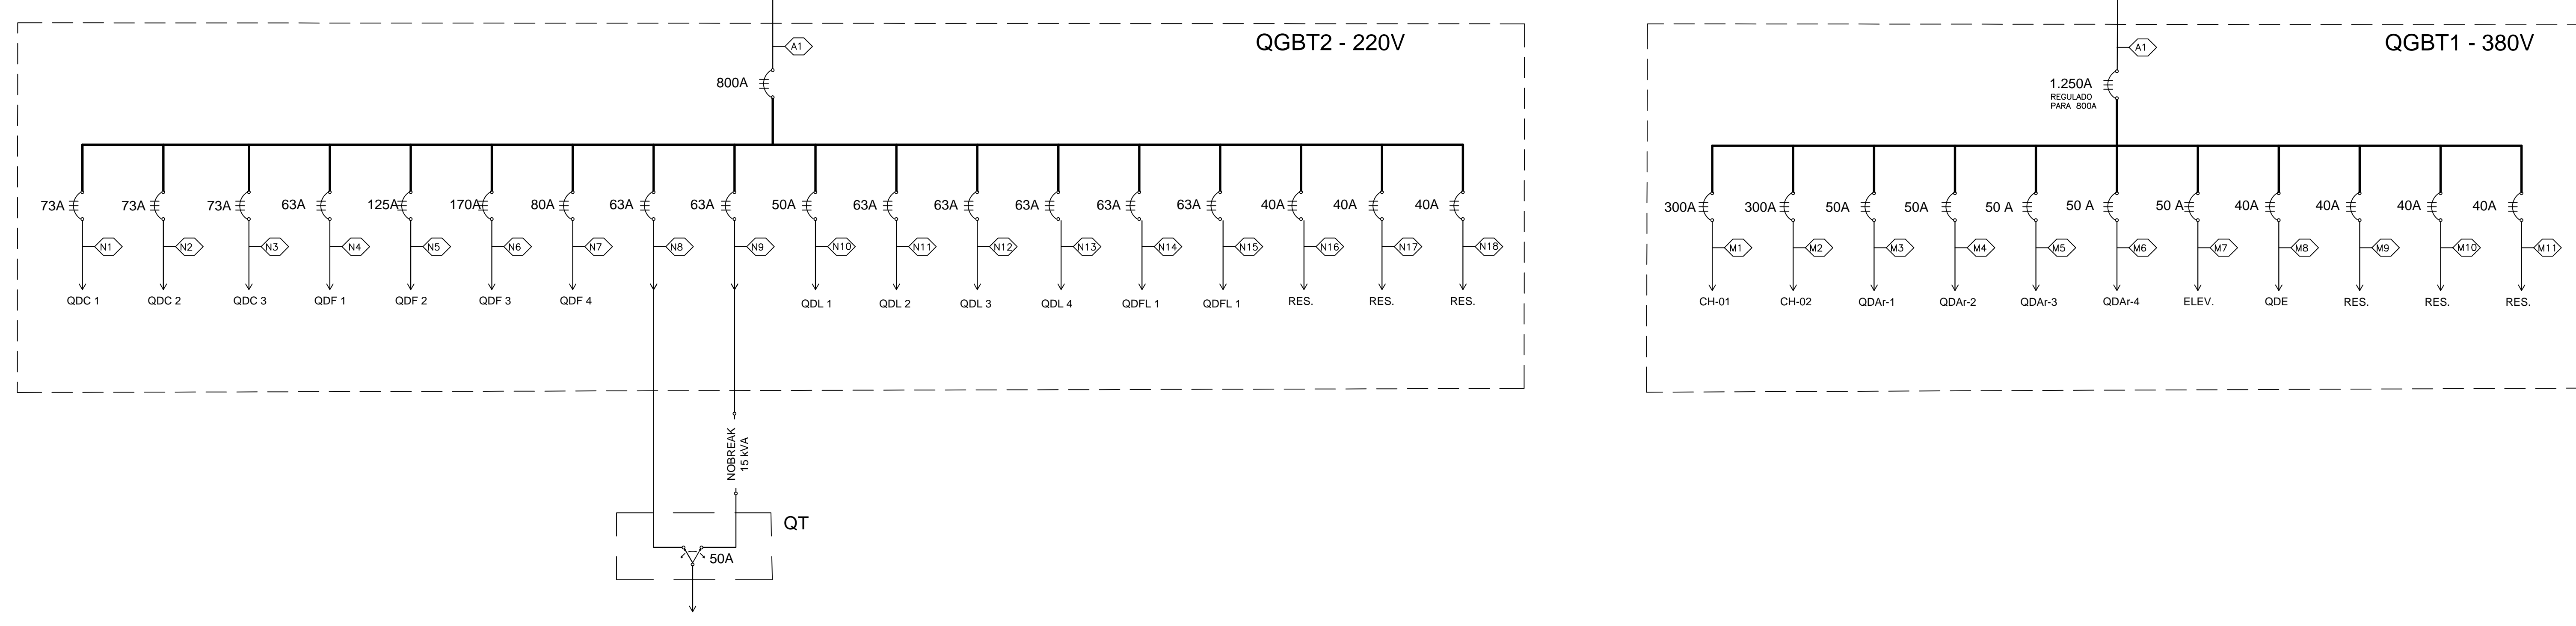 QGBT2 - 220V
A1
800A
73A
73A
73A
63A
125A
170A
80A
63A
63A
50A
63A
63A
63A
63A
63A
40A
40A
40A
N1
N2
N3
N4
N5
N6
N7
N8
N9
N10
N11
N12
N13
N14
N15
N16
N17
N18
QDC 1
QDC 2
QDC 3
QDF 1
QDF 2
QDF 3
QDF 4
QDL 1
QDL 2
QDL 3
QDL 4
QDFL 1
QDFL 1
RES.
RES.
RES.
NOBREAK
15 kVA
QT
50A
QGBT1 - 380V
A1
1.250A
REGULADO
PARA 800A
300A
300A
50A
50A
50 A
50 A
50 A
40A
40A
40A
40A
M1
M2
M3
M4
M5
M6
M7
M8
M9
M10
M11
CH-01
CH-02
QDAr-1
QDAr-2
QDAr-3
QDAr-4
ELEV.
QDE
RES.
RES.
RES.